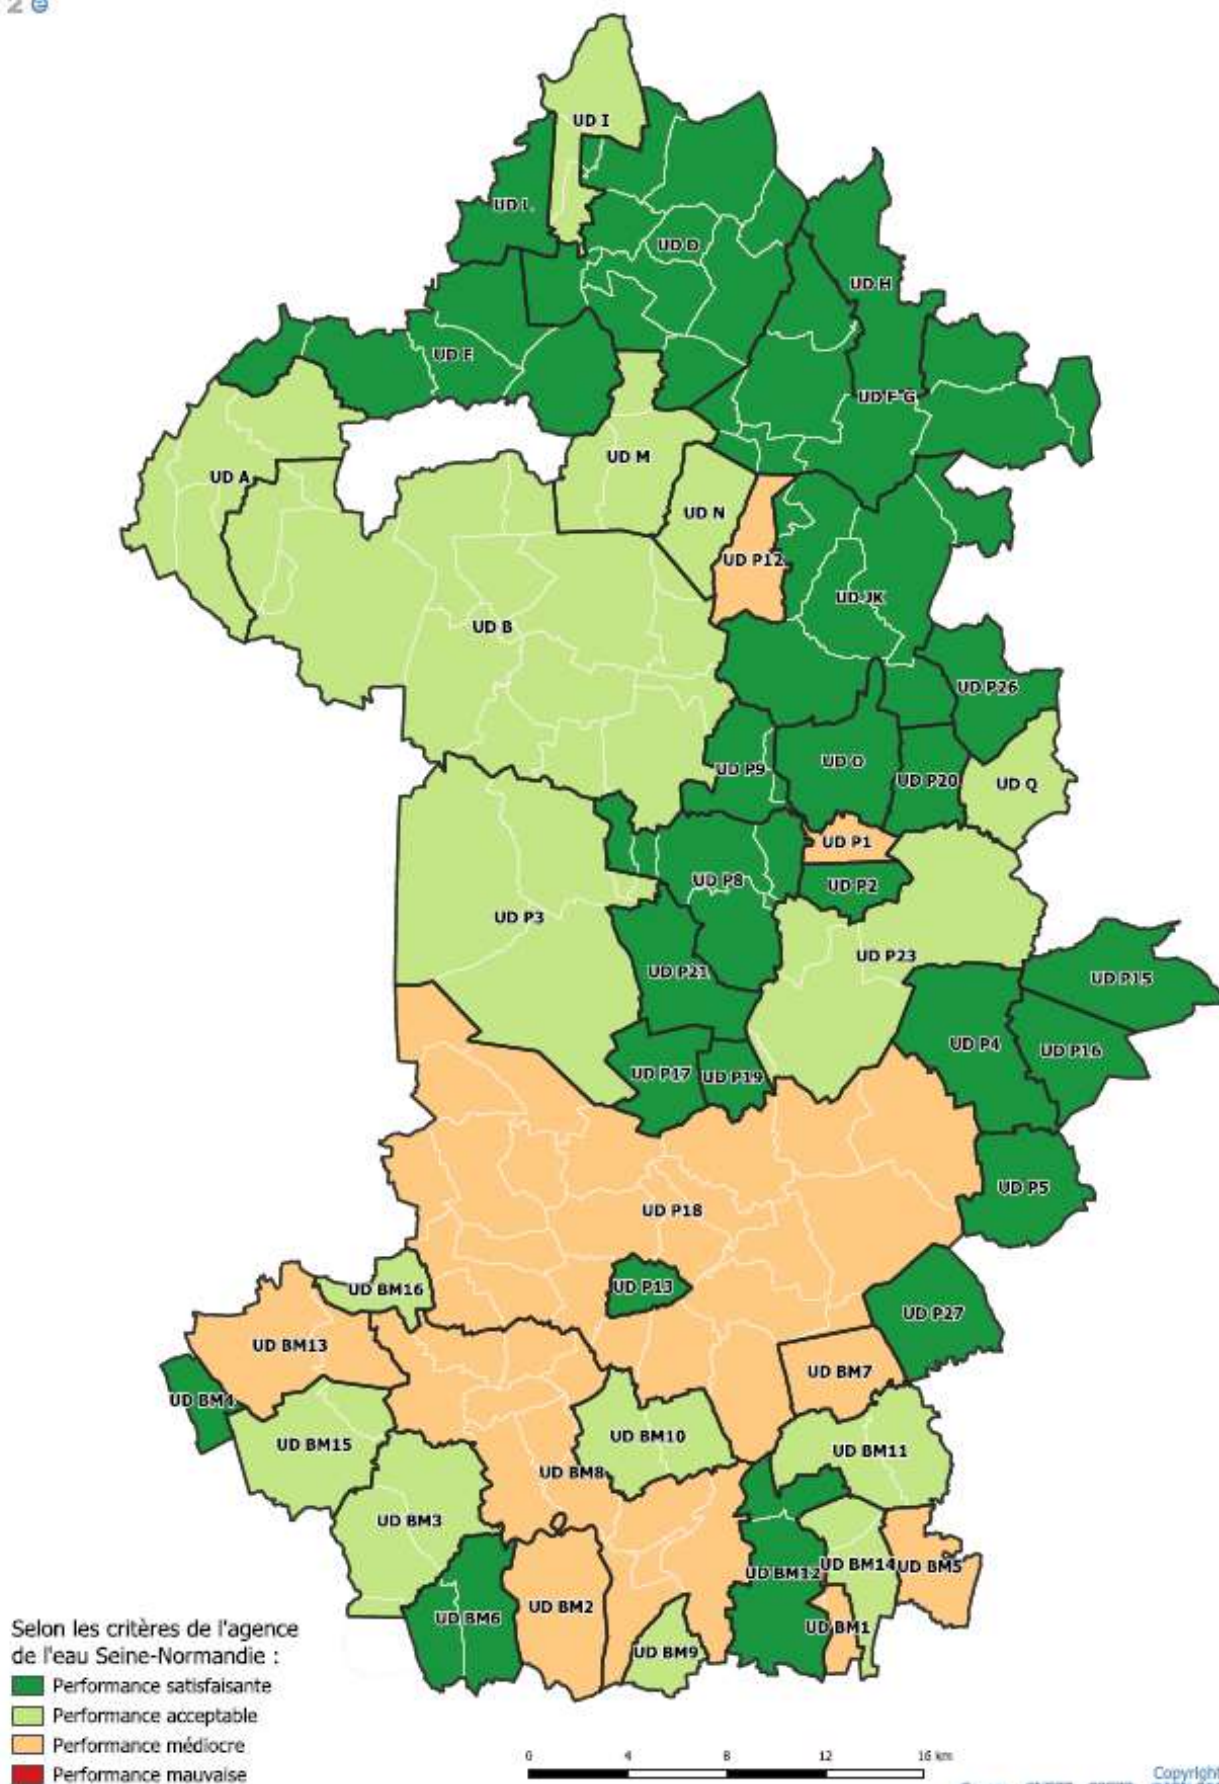 2 e
UD I
UD L
UD D
UD H
UD E
UD F-G
UD M
UD A
UD N
UD P12
UD JK
UD B
UD P26
UD P9
UD O
UD P20
UD Q
UD P1
UD P8
UD P2
UD P3
UD P23
UD P21
UD P15
UD P4
UD P16
UD P17
UD P19
UD P5
UD P18
UD P13
UD BM16
UD P27
UD BM13
UD BM7
UD BM4
UD BM10
UD BM15
UD BM11
UD BM8
UD BM3
UD BM12
UD BM14
UD BM5
UD BM2
UD BM6
UD BM1
UD BM9
Selon les critères de l'agence
de l'eau Seine-Normandie :
Performance satisfaisante
Performance acceptable
Performance médiocre
Performance mauvaise
0 4 8 12 16 km
Copyright